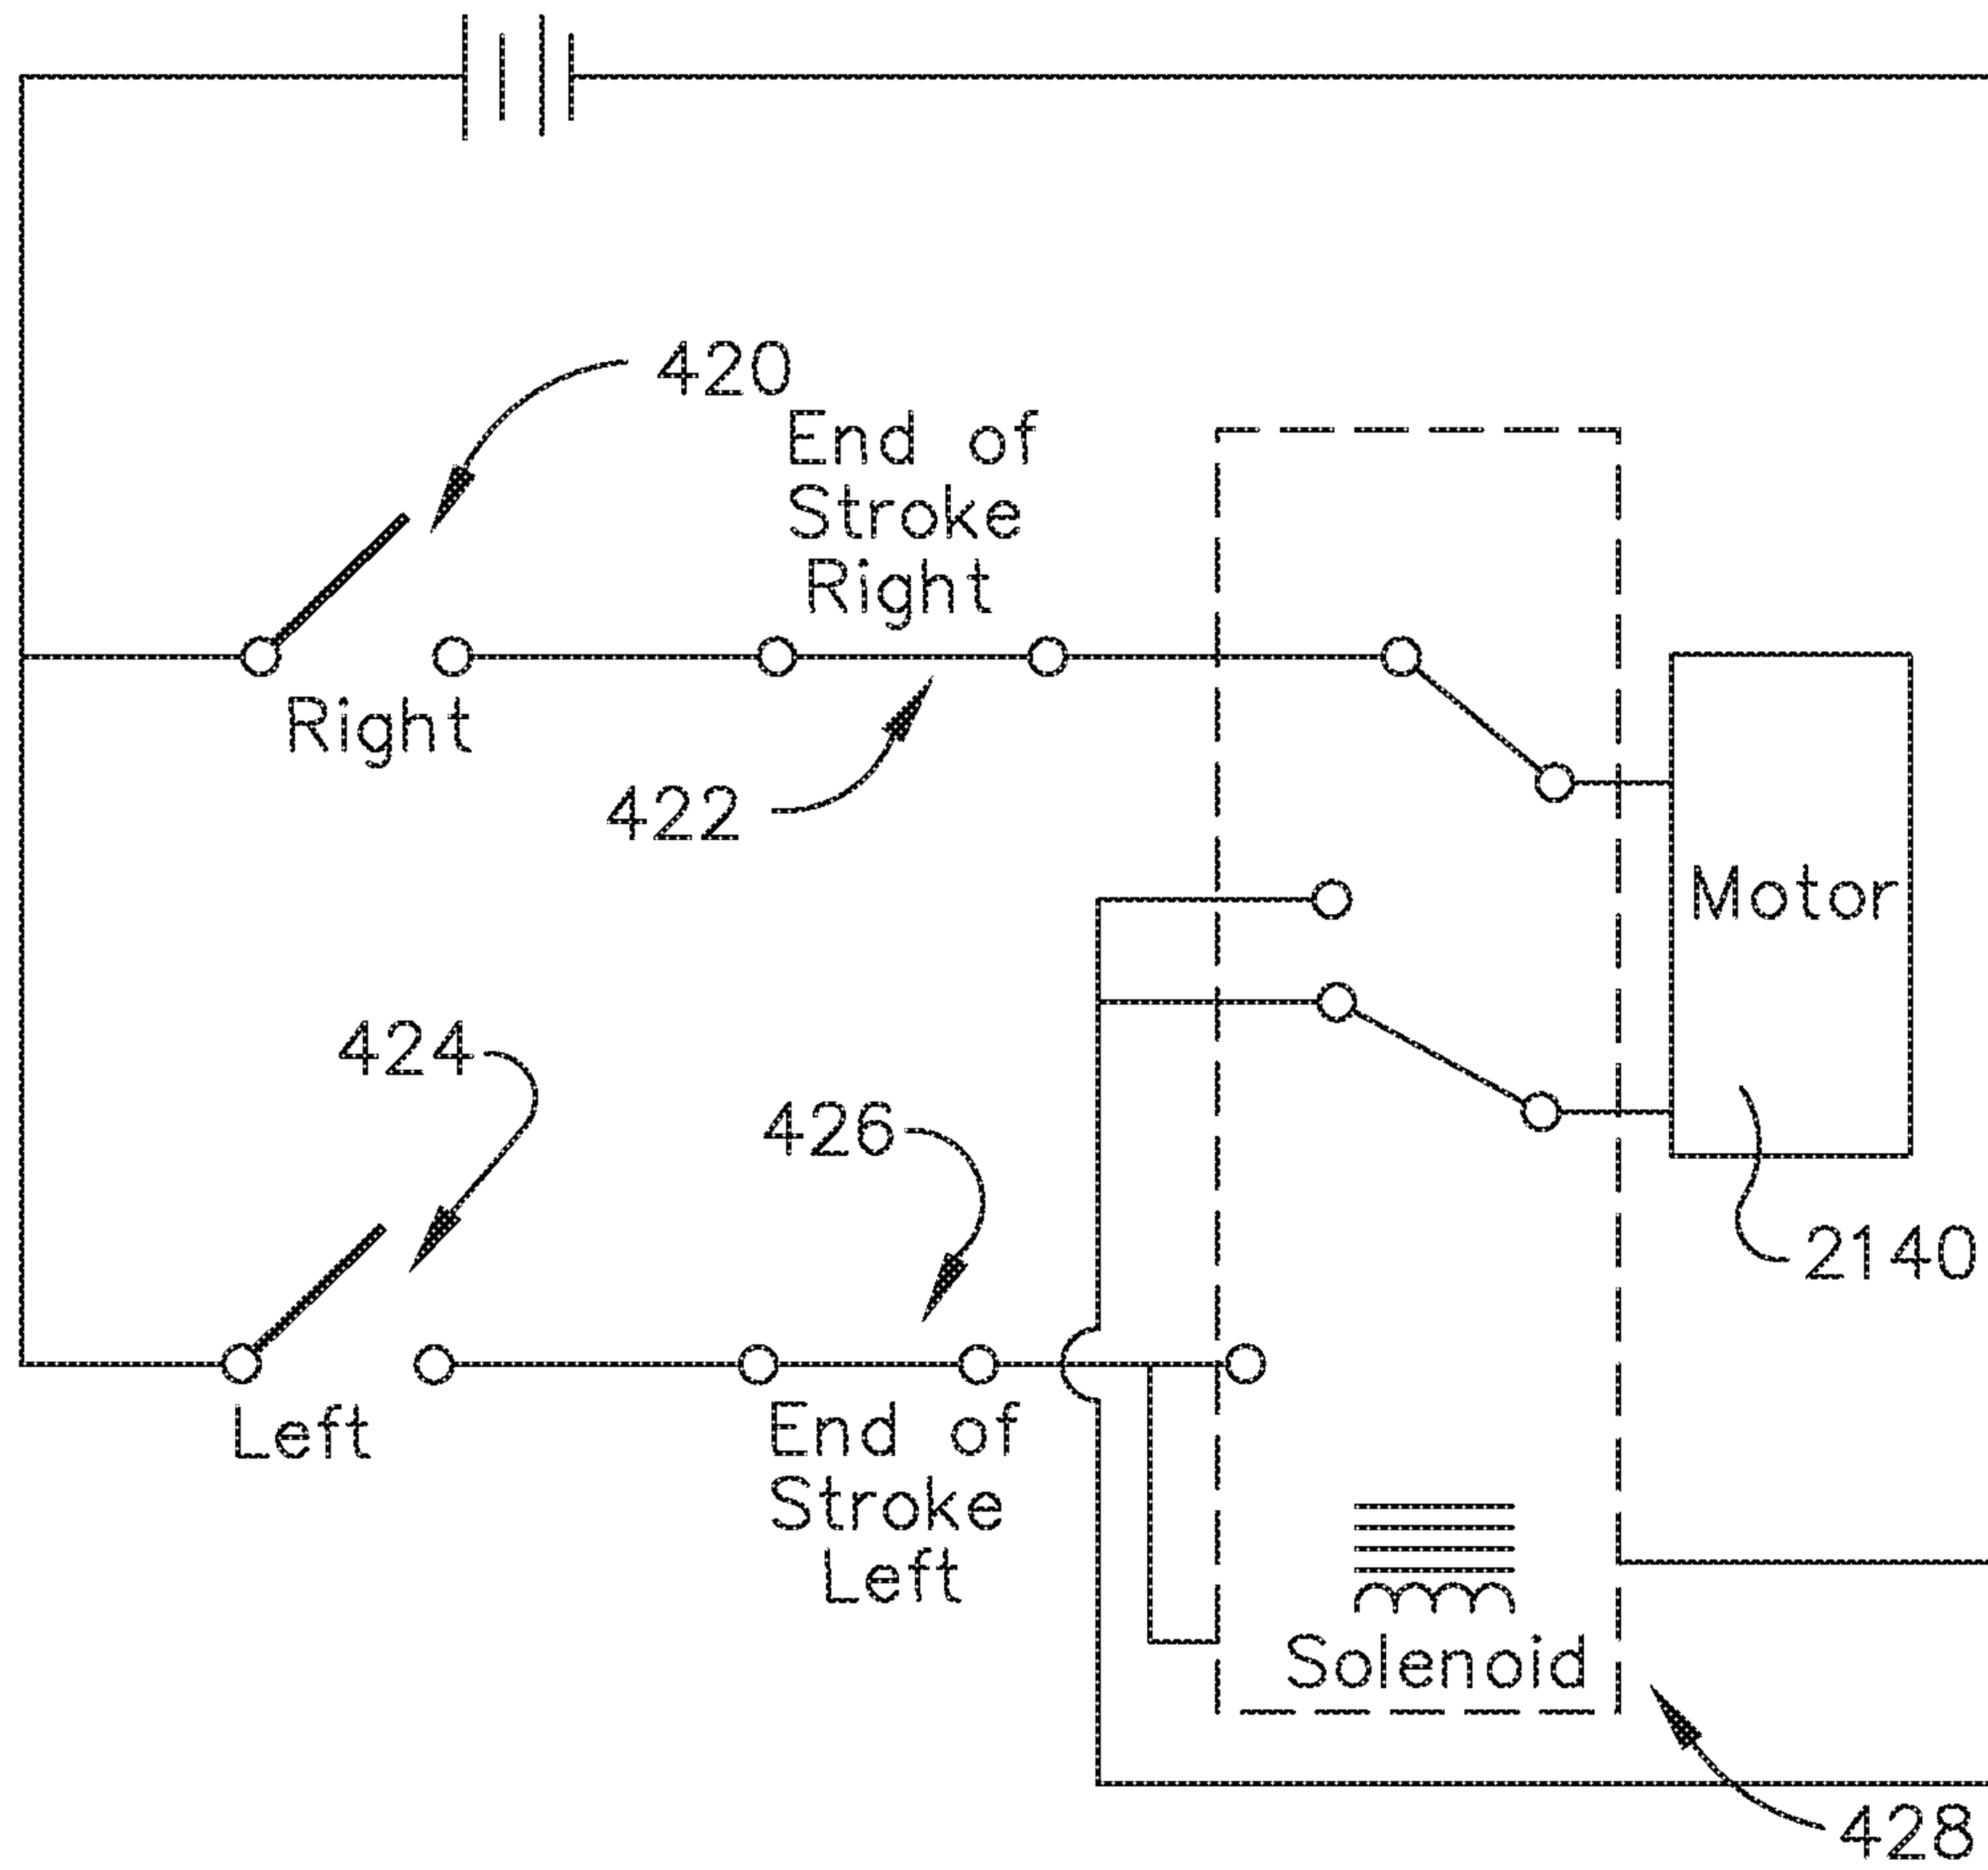 420
End of
Stroke
Right
Right
422
Motor
424
426
2140
Left
End of
Stroke
Left
Solenoid
428